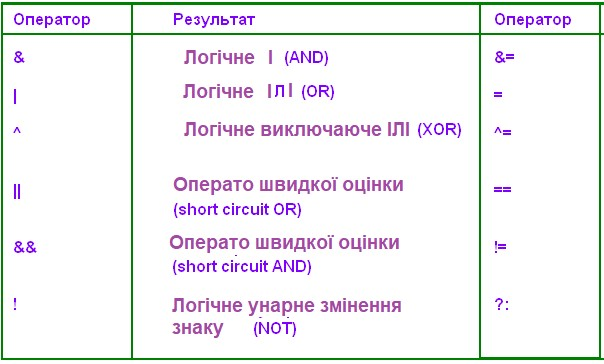 Оператор Результат Оператор
& Логічне І (AND) &=
| Логічне ІлІ (OR) =
^ Логічне виключаюче ІЛІ (XOR) ^=
|| Операто швидкої оцінки ==
(short circuit OR)
&& Операто швидкої оцінки !=
(short circuit AND)
! Логічне унарне змінення ?:
знаку (NOT)